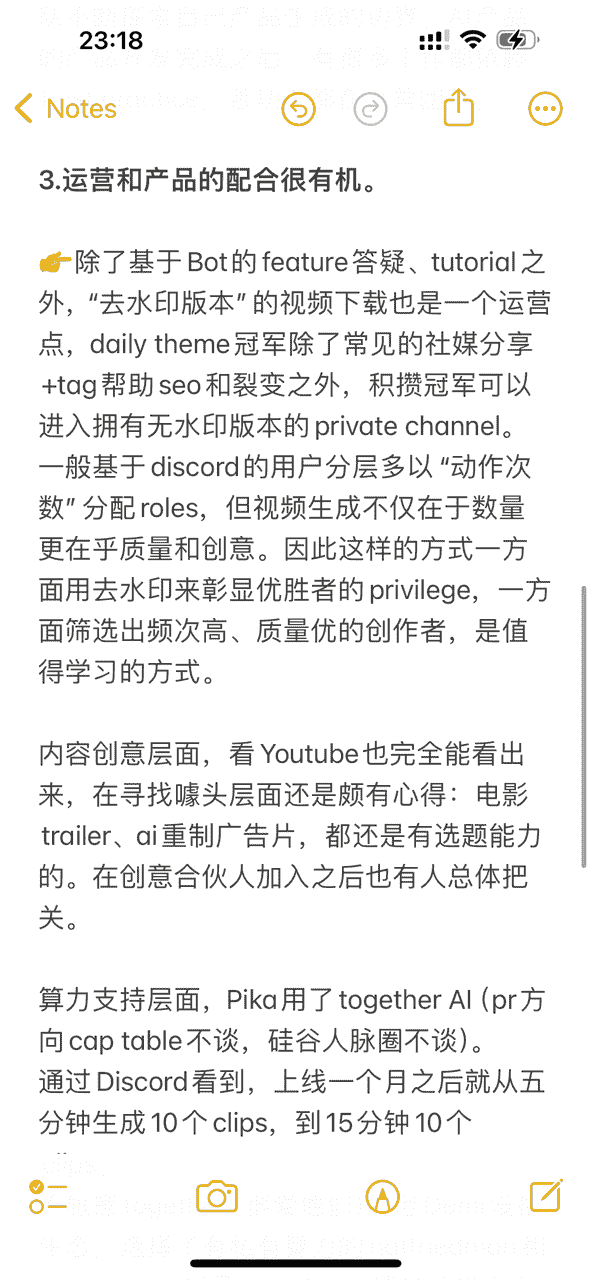 23:18
Notes
3.运营和产品的配合很有机。
👉除了基于Bot的feature答疑、tutorial之
外，“去水印版本” 的视频下载也是一个运营
点，daily theme冠军除了常见的社媒分享
+tag帮助seo和裂变之外，积攒冠军可以
进入拥有无水印版本的private channel。
一般基于discord的用户分层多以 “动作次
数” 分配roles，但视频生成不仅在于数量
更在乎质量和创意。因此这样的方式一方
面用去水印来彰显优胜者的privilege，一方
面筛选出频次高、质量优的创作者，是值
得学习的方式。
内容创意层面，看Youtube也完全能看出
来，在寻找噱头层面还是颇有心得：电影
trailer、ai重制广告片，都还是有选题能力
的。在创意合伙人加入之后也有人总体把
关。
算力支持层面，Pika用了together AI（pr方
向cap table不谈，硅谷人脉圈不谈）。
通过Discord看到，上线一个月之后就从五
分钟生成10个clips，到15分钟10个